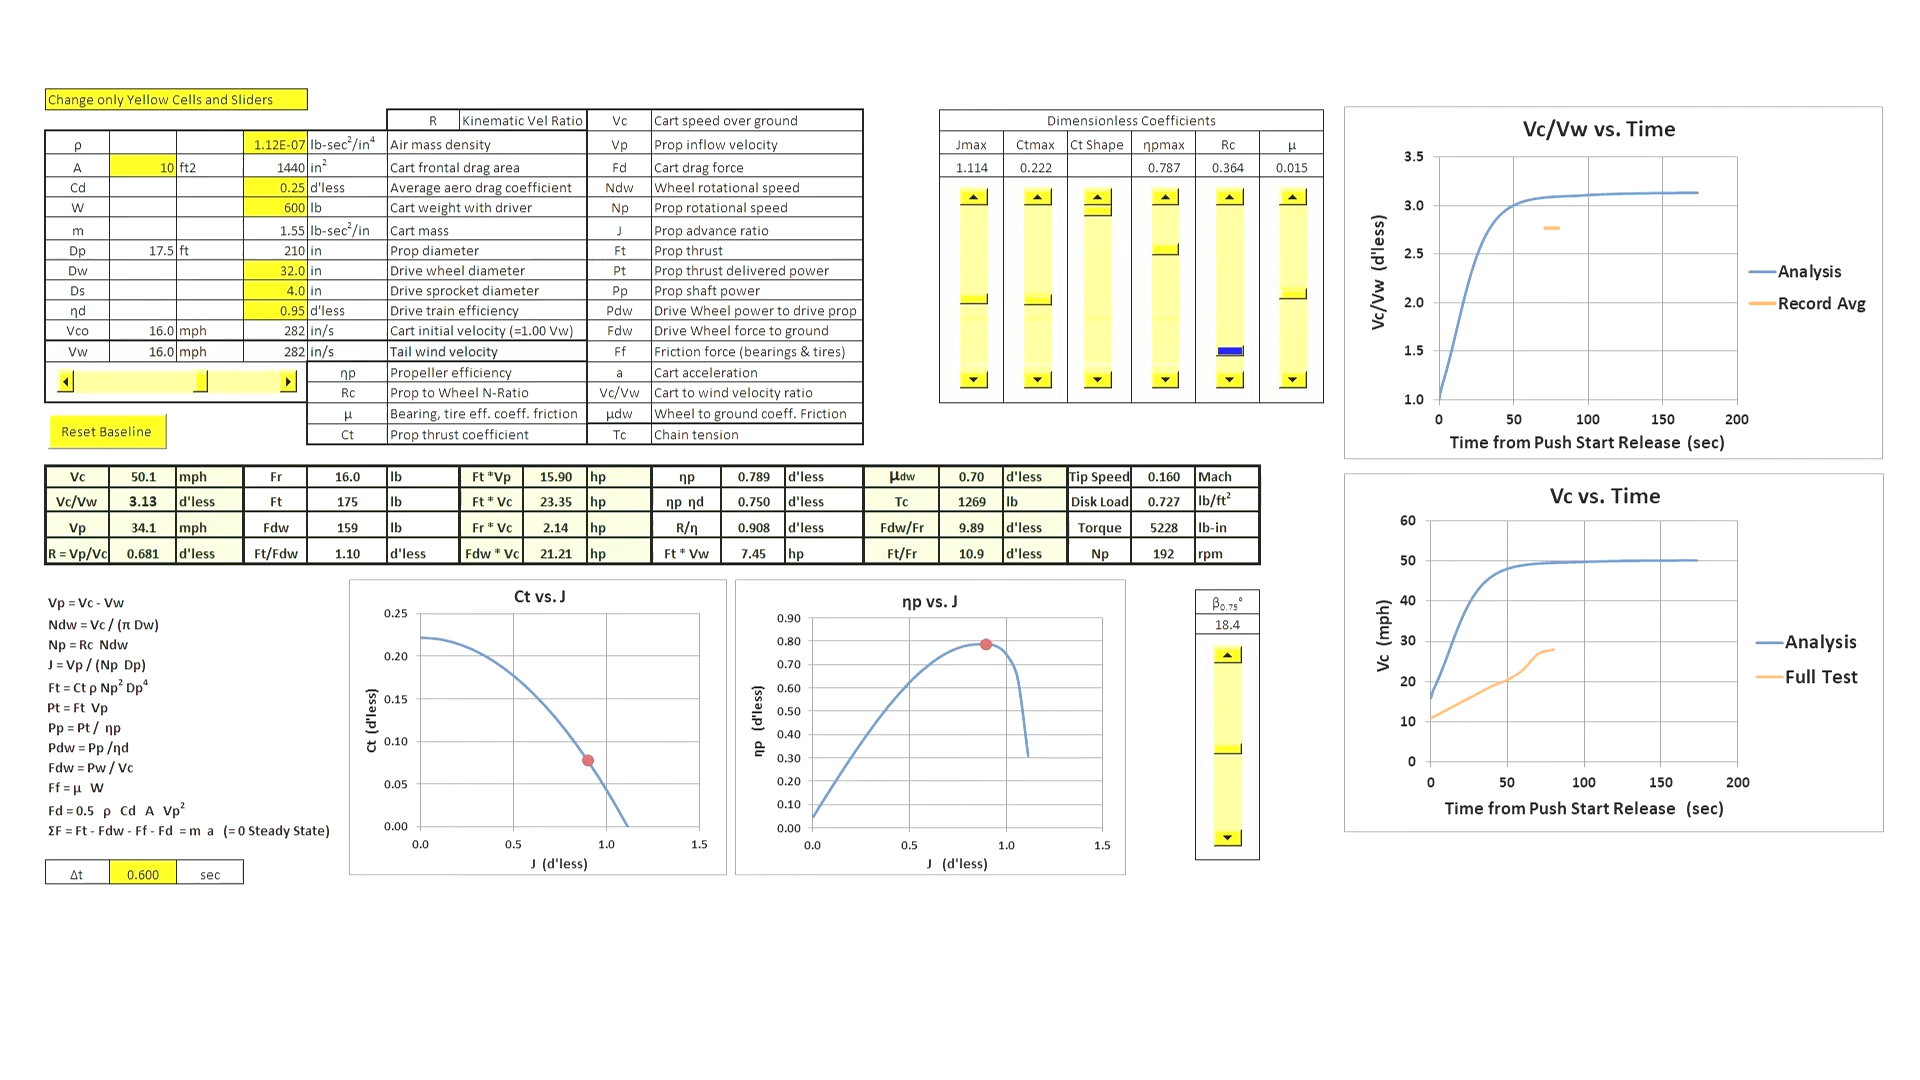 Change only Yellow Cells and Sliders
R Kinematic Vel Ratio Vc Cart speed over ground
ρ 1.12E-07 lb-sec²/in⁴ Air mass density Vp Prop inflow velocity
A 10 ft2 1440 in² Cart frontal drag area Fd Cart drag force
Cd 0.25 d'less Average aero drag coefficient Ndw Wheel rotational speed
W 600 lb Cart weight with driver Np Prop rotational speed
m 1.55 lb-sec²/in Cart mass J Prop advance ratio
Dp 17.5 ft 210 in Prop diameter Ft Prop thrust
Dw 32.0 in Drive wheel diameter Pt Prop thrust delivered power
Ds 4.0 in Drive sprocket diameter Pp Prop shaft power
ηd 0.95 d'less Drive train efficiency Pdw Drive Wheel power to drive prop
Vco 16.0 mph 282 in/s Cart initial velocity (=1.00 Vw) Fdw Drive Wheel force to ground
Vw 16.0 mph 282 in/s Tail wind velocity Ff Friction force (bearings & tires)
ηp Propeller efficiency a Cart acceleration
Rc Prop to Wheel N-Ratio Vc/Vw Cart to wind velocity ratio
μ Bearing, tire eff. coeff. friction μdw Wheel to ground coeff. Friction
Ct Prop thrust coefficient Tc Chain tension
Reset Baseline
Dimensionless Coefficients
Jmax Ctmax Ct Shape ηpmax Rc μ
1.114 0.222 0.787 0.364 0.015
Vc/Vw vs. Time
Vc/Vw (d'less)
3.5
3.0
2.5
2.0
1.5
1.0
0 50 100 150 200
Time from Push Start Release (sec)
Analysis
Record Avg
Vc 50.1 mph Fr 16.0 lb Ft *Vp 15.90 hp ηp 0.789 d'less μdw 0.70 d'less Tip Speed 0.160 Mach
Vc/Vw 3.13 d'less Ft 175 lb Ft * Vc 23.35 hp ηp ηd 0.750 d'less Tc 1269 lb Disk Load 0.727 lb/ft²
Vp 34.1 mph Fdw 159 lb Fr * Vc 2.14 hp R/η 0.908 d'less Fdw/Fr 9.89 d'less Torque 5228 lb-in
R = Vp/Vc 0.681 d'less Ft/Fdw 1.10 d'less Fdw * Vc 21.21 hp Ft * Vw 7.45 hp Ft/Fr 10.9 d'less Np 192 rpm
Vc vs. Time
Vc (mph)
60
50
40
30
20
10
0
0 50 100 150 200
Time from Push Start Release (sec)
Analysis
Full Test
Vp = Vc - Vw
Ndw = Vc / (π Dw)
Np = Rc Ndw
J = Vp / (Np Dp)
Ft = Ct ρ Np² Dp⁴
Pt = Ft Vp
Pp = Pt / ηp
Pdw = Pp /ηd
Fdw = Pw / Vc
Ff = μ W
Fd = 0.5 ρ Cd A Vp²
ΣF = Ft - Fdw - Ff - Fd = m a (= 0 Steady State)
Δt 0.600 sec
Ct vs. J
Ct (d'less)
0.25
0.20
0.15
0.10
0.05
0.00
0.0 0.5 1.0 1.5
J (d'less)
ηp vs. J
ηp (d'less)
0.90
0.80
0.70
0.60
0.50
0.40
0.30
0.20
0.10
0.00
0.0 0.5 1.0 1.5
J (d'less)
β0.75°
18.4